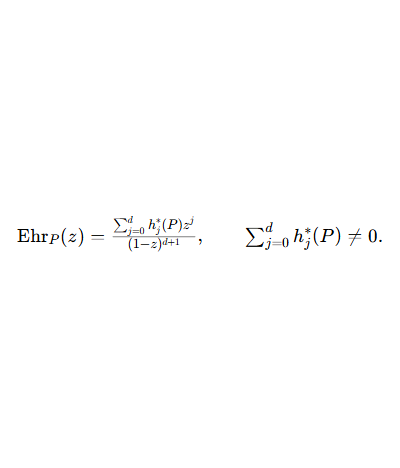 $\mathrm{Ehr}_P(z) = \frac{\sum_{j=0}^{d} h_j^*(P) z^j}{(1-z)^{d+1}}, \qquad \sum_{j=0}^{d} h_j^*(P) \neq 0.$